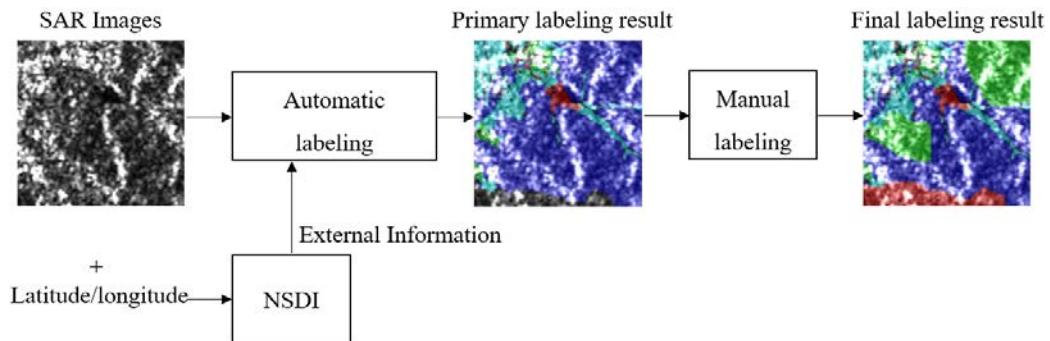 SAR Images
Primary labeling result
Final labeling result
Automatic
labeling
Manual
labeling
External Information
+
Latitude/longitude
NSDI